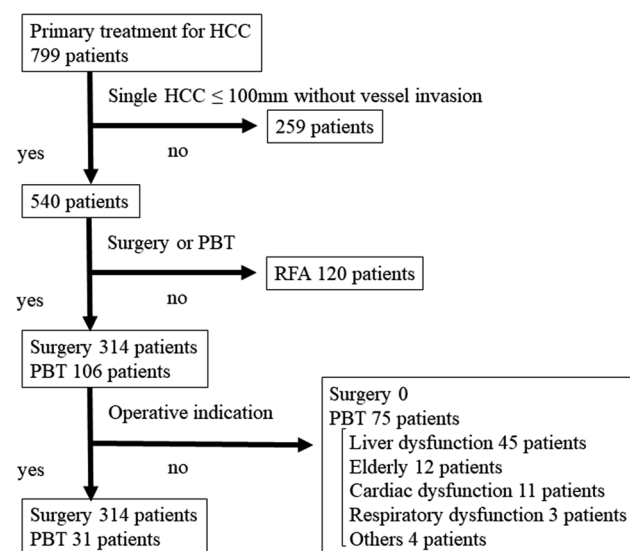 Primary treatment for HCC
799 patients
Single HCC ≤ 100mm without vessel invasion
259 patients
yes
no
540 patients
Surgery or PBT
RFA 120 patients
yes
no
Surgery 314 patients
PBT 106 patients
Operative indication
Surgery 0
PBT 75 patients
Liver dysfunction 45 patients
Elderly 12 patients
Cardiac dysfunction 11 patients
Respiratory dysfunction 3 patients
Others 4 patients
yes
no
Surgery 314 patients
PBT 31 patients